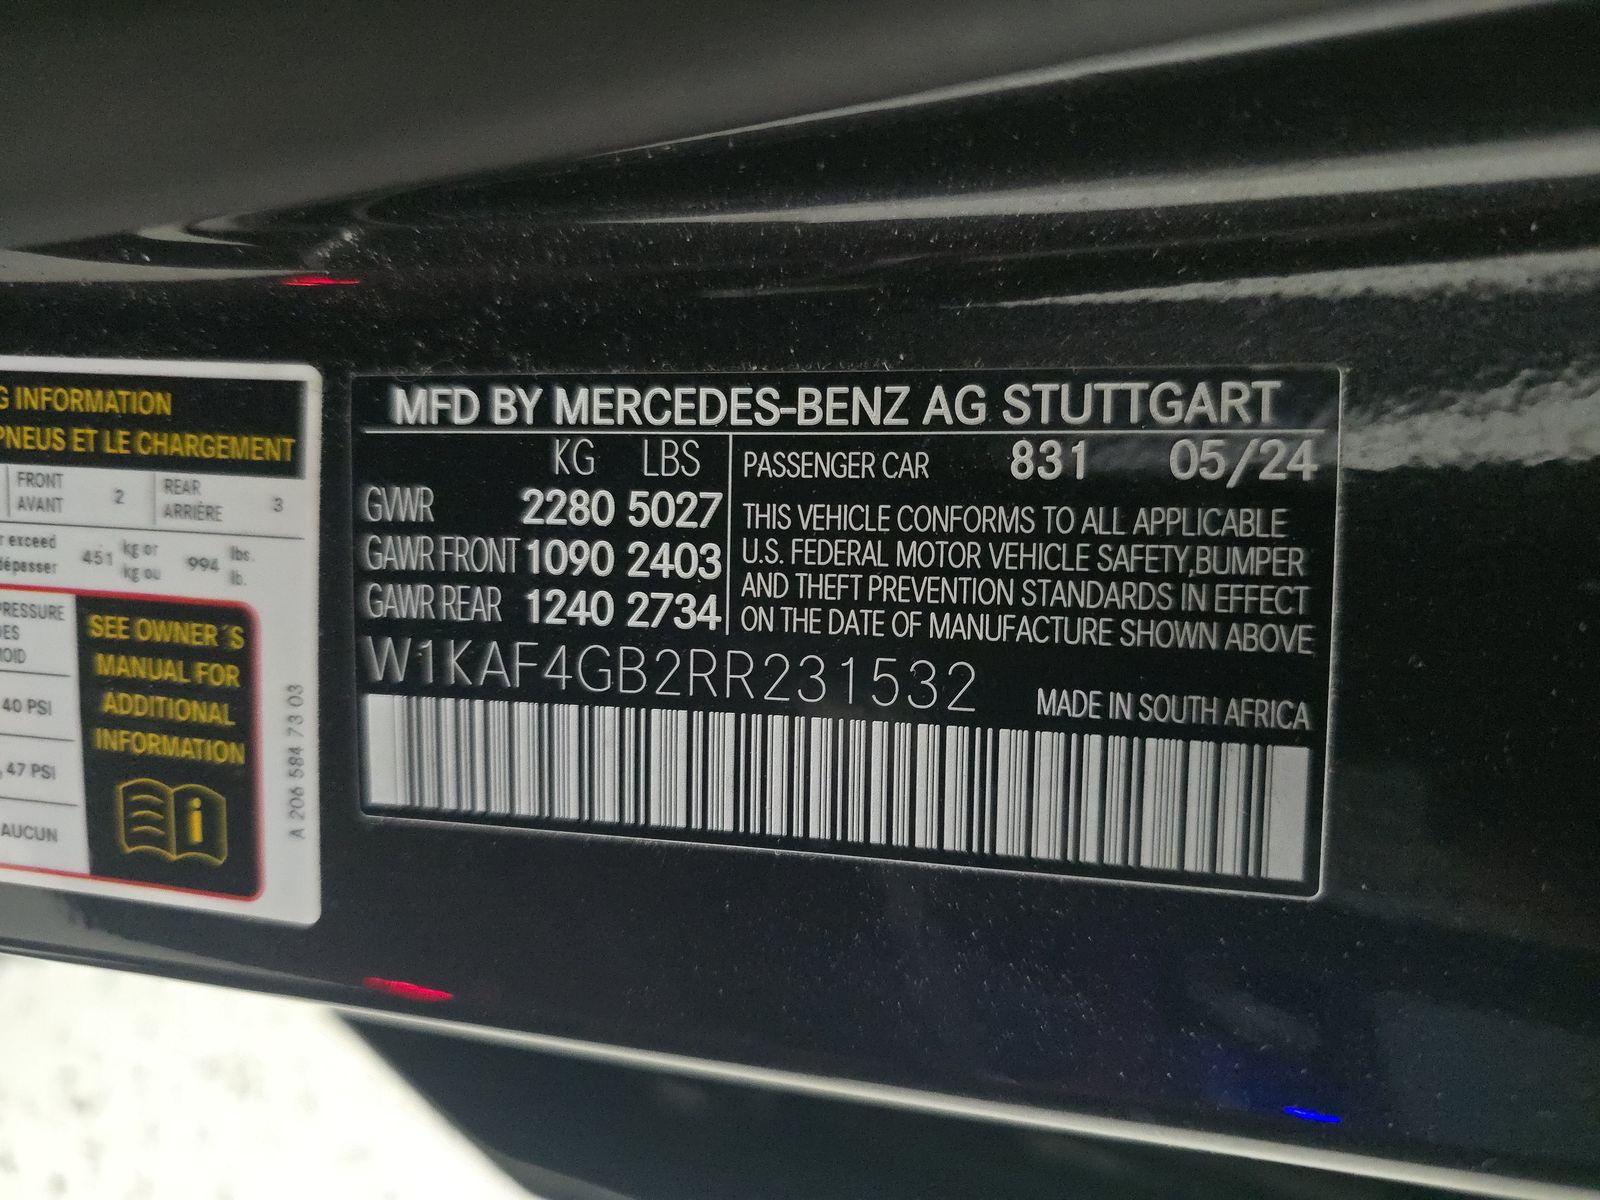 G INFORMATION
PNEUS ET LE CHARGEMENT
FRONT
AVANT
2
REAR
ARRIÈRE
3
exceed
dépasser
451
kg or
kg ou
994
lbs.
lb.
PRESSURE
40 PSI
47 PSI
AUCUN
SEE OWNER´S
MANUAL FOR
ADDITIONAL
INFORMATION
i
A 206 584 73 03
MFD BY MERCEDES-BENZ AG STUTTGART
KG LBS
GVWR 2280 5027
GAWR FRONT 1090 2403
GAWR REAR 1240 2734
PASSENGER CAR 831 05/24
THIS VEHICLE CONFORMS TO ALL APPLICABLE
U.S. FEDERAL MOTOR VEHICLE SAFETY,BUMPER
AND THEFT PREVENTION STANDARDS IN EFFECT
ON THE DATE OF MANUFACTURE SHOWN ABOVE
W1KAF4GB2RR231532
MADE IN SOUTH AFRICA